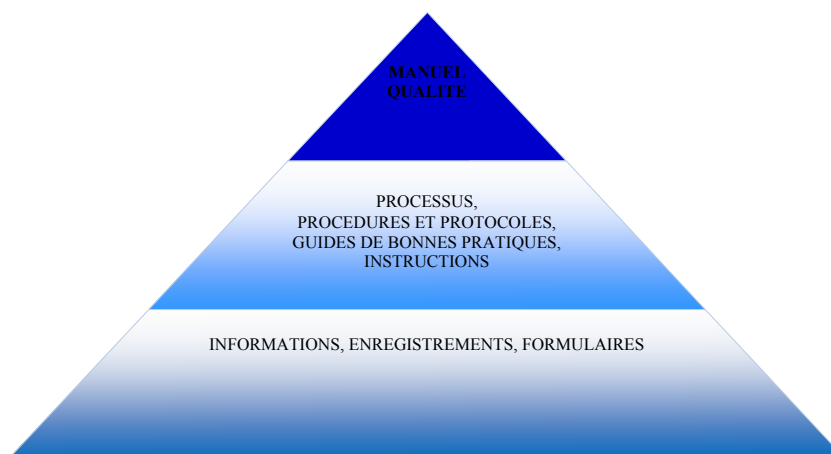 MANUEL
QUALITE
PROCESSUS,
PROCEDURES ET PROTOCOLES,
GUIDES DE BONNES PRATIQUES,
INSTRUCTIONS
INFORMATIONS, ENREGISTREMENTS, FORMULAIRES